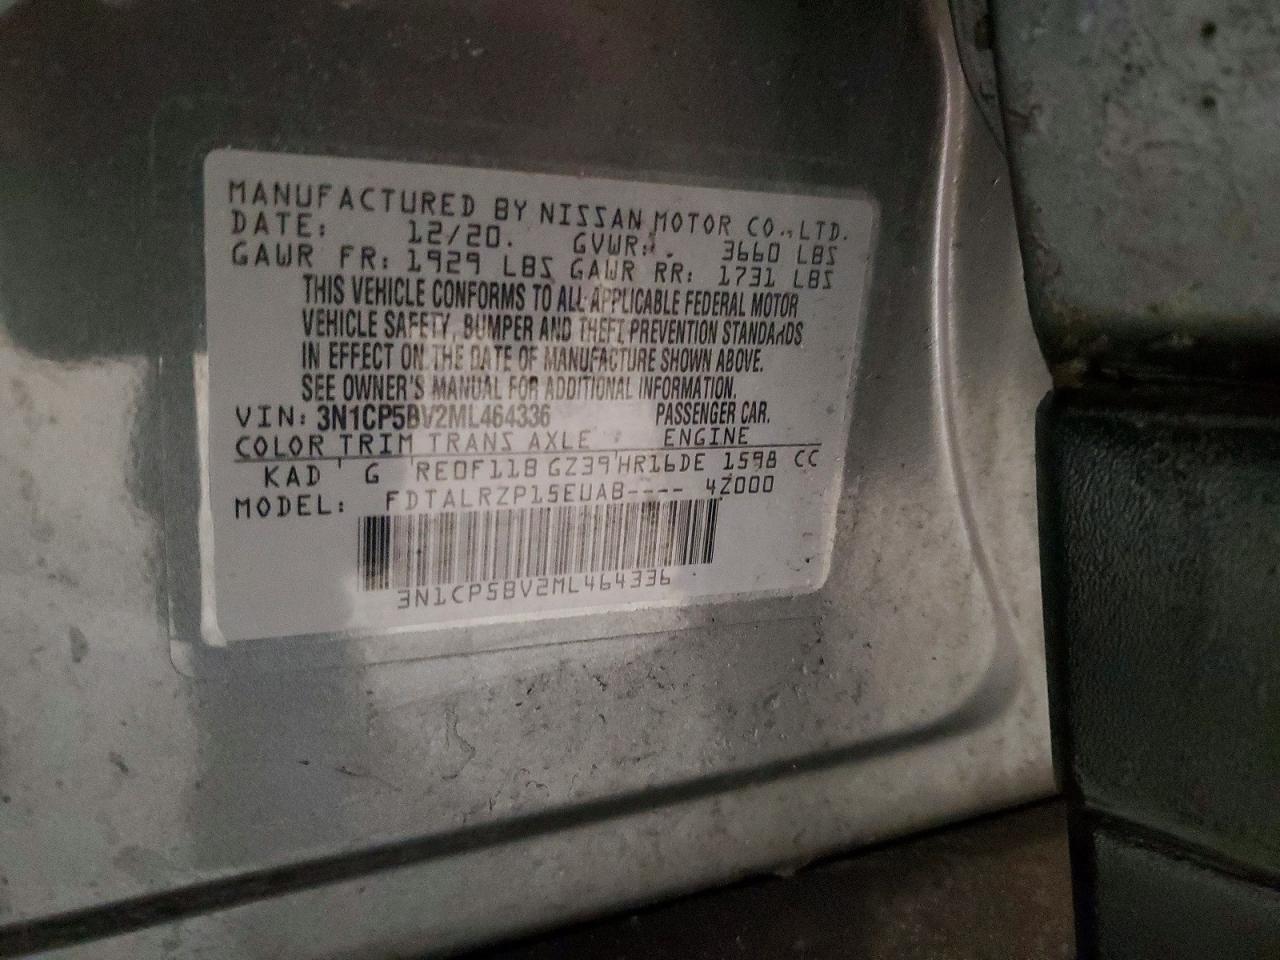 MANUFACTURED BY NISSAN MOTOR CO., LTD.
DATE: 12/20. GVWR: 3660 LBS
GAWR FR: 1929 LBS GAWR RR: 1731 LBS
THIS VEHICLE CONFORMS TO ALL APPLICABLE FEDERAL MOTOR
VEHICLE SAFETY, BUMPER AND THEFT PREVENTION STANDARDS
IN EFFECT ON THE DATE OF MANUFACTURE SHOWN ABOVE.
SEE OWNER'S MANUAL FOR ADDITIONAL INFORMATION.
VIN: 3N1CP5BV2ML464336 PASSENGER CAR.
COLOR TRIM TRANS AXLE ENGINE
KAD G RE0F11B GZ39 HR16DE 1598 CC
MODEL: FDTALRZP15EUAB---- 4Z000
3N1CP5BV2ML464336